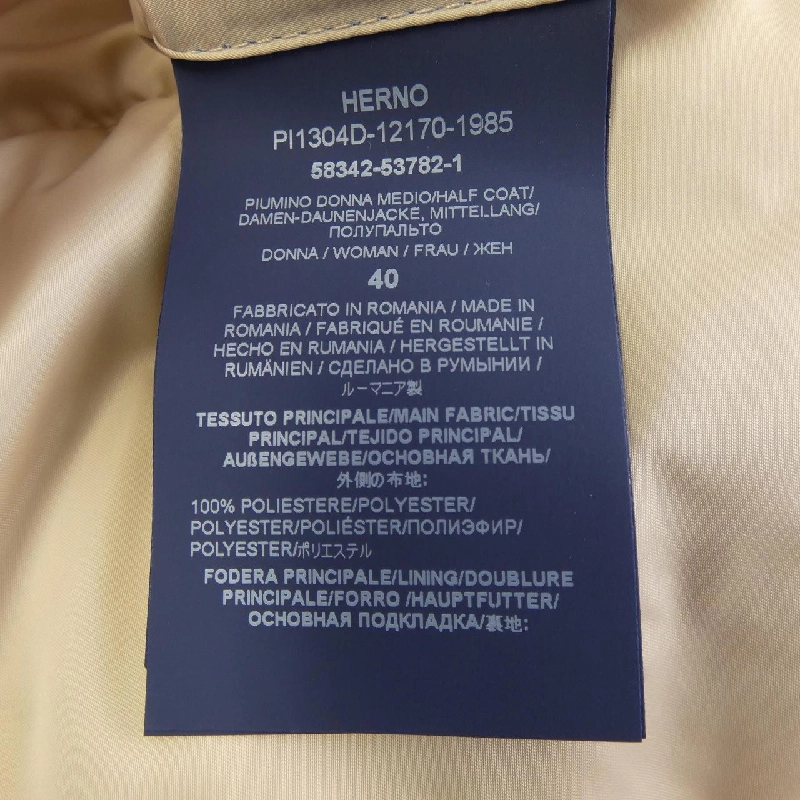 HERNO
PI1304D-12170-1985
58342-53782-1
PIUMINO DONNA MEDIO/HALF COAT/
DAMEN-DAUNENJACKE, MITTELLANG/
ПОЛУПАЛЬТО
DONNA / WOMAN / FRAU / ЖЕН
40
FABBRICATO IN ROMANIA / MADE IN
ROMANIA / FABRIQUÉ EN ROUMANIE /
HECHO EN RUMANIA / HERGESTELLT IN
RUMÄNIEN / СДЕЛАНО В РУМЫНИИ /
ルーマニア製
TESSUTO PRINCIPALE/MAIN FABRIC/TISSU
PRINCIPAL/TEJIDO PRINCIPAL/
AUßENGEWEBE/ОСНОВНАЯ ТКАНЬ/
外側の布地:
100% POLIESTERE/POLYESTER/
POLYESTER/POLIÉSTER/ПОЛИЭФИР/
POLYESTER/ポリエステル
FODERA PRINCIPALE/LINING/DOUBLURE
PRINCIPALE/FORRO /HAUPTFUTTER/
ОСНОВНАЯ ПОДКЛАДКА/裏地: